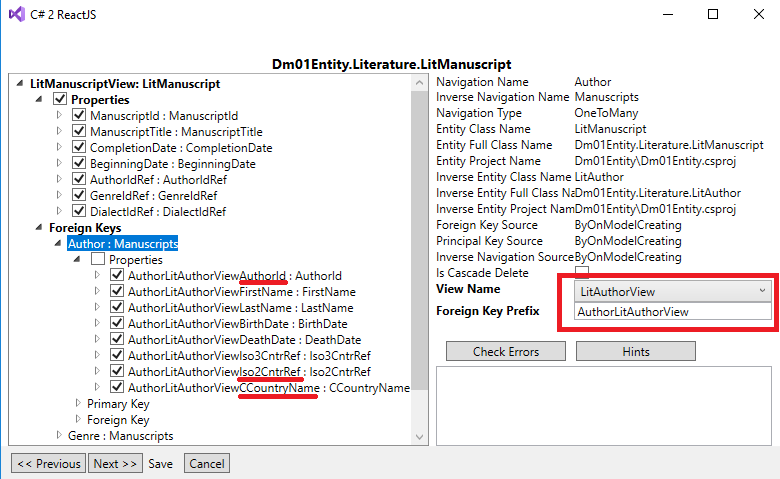 C# 2 ReactJS
Dm01Entity.Literature.LitManuscript
LitManuscriptView: LitManuscript
Properties
ManuscriptId : ManuscriptId
ManuscriptTitle : ManuscriptTitle
CompletionDate : CompletionDate
BeginningDate : BeginningDate
AuthorIdRef : AuthorIdRef
GenreIdRef : GenreIdRef
DialectIdRef : DialectIdRef
Foreign Keys
Author : Manuscripts
Properties
AuthorLitAuthorViewAuthorId : AuthorId
AuthorLitAuthorViewFirstName : FirstName
AuthorLitAuthorViewLastName : LastName
AuthorLitAuthorViewBirthDate : BirthDate
AuthorLitAuthorViewDeathDate : DeathDate
AuthorLitAuthorViewIso3CntrRef : Iso3CntrRef
AuthorLitAuthorViewIso2CntrRef : Iso2CntrRef
AuthorLitAuthorViewCCountryName : CCountryName
Primary Key
Foreign Key
Genre : Manuscripts
Navigation Name Author
Inverse Navigation Name Manuscripts
Navigation Type OneToMany
Entity Class Name LitManuscript
Entity Full Class Name Dm01Entity.Literature.LitManuscript
Entity Project Name Dm01Entity\Dm01Entity.csproj
Inverse Entity Class Name LitAuthor
Inverse Entity Full Class Na Dm01Entity.Literature.LitAuthor
Inverse Entity Project Nam Dm01Entity\Dm01Entity.csproj
Foreign Key Source ByOnModelCreating
Principal Key Source ByOnModelCreating
Inverse Navigation Source ByOnModelCreating
Is Cascade Delete
View Name LitAuthorView
Foreign Key Prefix AuthorLitAuthorView
Check Errors Hints
<< Previous Next >> Save Cancel